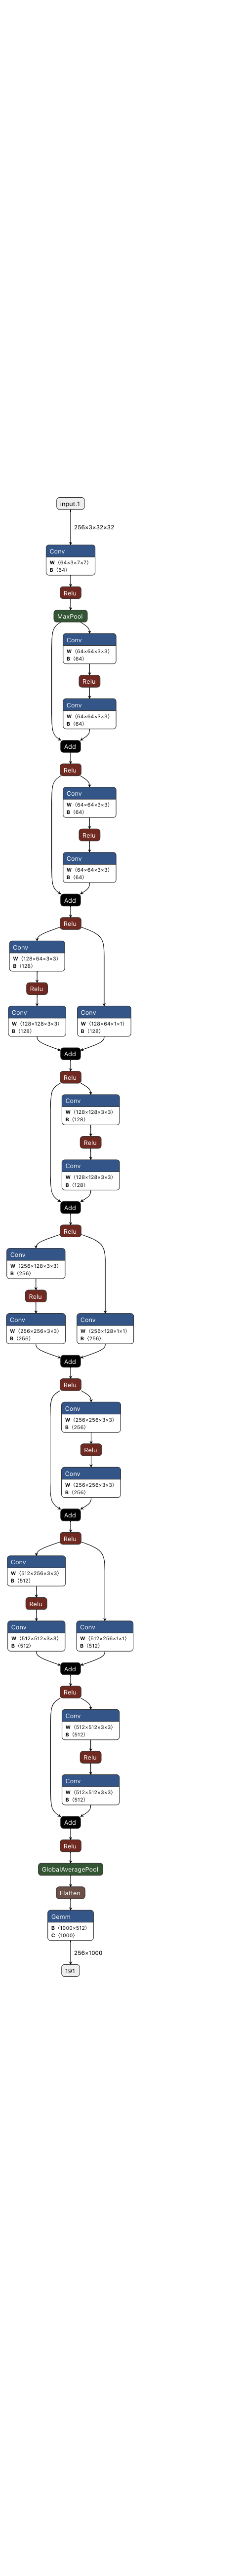 input.1
256×3×32×32
Conv
W ⟨64×3×7×7⟩
B ⟨64⟩
Relu
MaxPool
Conv
W ⟨64×64×3×3⟩
B ⟨64⟩
Relu
Conv
W ⟨64×64×3×3⟩
B ⟨64⟩
Add
Relu
Conv
W ⟨64×64×3×3⟩
B ⟨64⟩
Relu
Conv
W ⟨64×64×3×3⟩
B ⟨64⟩
Add
Relu
Conv
W ⟨128×64×3×3⟩
B ⟨128⟩
Relu
Conv
W ⟨128×128×3×3⟩
B ⟨128⟩
Conv
W ⟨128×64×1×1⟩
B ⟨128⟩
Add
Relu
Conv
W ⟨128×128×3×3⟩
B ⟨128⟩
Relu
Conv
W ⟨128×128×3×3⟩
B ⟨128⟩
Add
Relu
Conv
W ⟨256×128×3×3⟩
B ⟨256⟩
Relu
Conv
W ⟨256×256×3×3⟩
B ⟨256⟩
Conv
W ⟨256×128×1×1⟩
B ⟨256⟩
Add
Relu
Conv
W ⟨256×256×3×3⟩
B ⟨256⟩
Relu
Conv
W ⟨256×256×3×3⟩
B ⟨256⟩
Add
Relu
Conv
W ⟨512×256×3×3⟩
B ⟨512⟩
Relu
Conv
W ⟨512×512×3×3⟩
B ⟨512⟩
Conv
W ⟨512×256×1×1⟩
B ⟨512⟩
Add
Relu
Conv
W ⟨512×512×3×3⟩
B ⟨512⟩
Relu
Conv
W ⟨512×512×3×3⟩
B ⟨512⟩
Add
Relu
GlobalAveragePool
Flatten
Gemm
B ⟨1000×512⟩
C ⟨1000⟩
256×1000
191